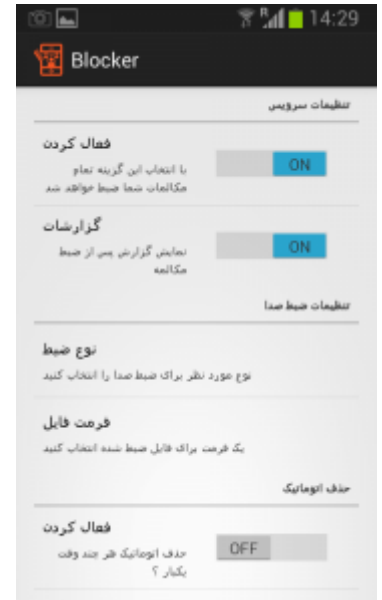 14:29
Blocker
تنظیمات سرویس
فعال کردن
با انتخاب این گزینه تمام
مکالمات شما ضبط خواهد شد
ON
گزارشات
نمایش گزارش پس از ضبط
مکالمه
ON
تنظیمات ضبط صدا
نوع ضبط
نوع مورد نظر برای ضبط صدا را انتخاب کنید
فرمت فایل
یک فرمت برای فایل ضبط شده انتخاب کنید
حذف اتوماتیک
فعال کردن
حذف اتوماتیک هر چند وقت
یکبار ؟
OFF